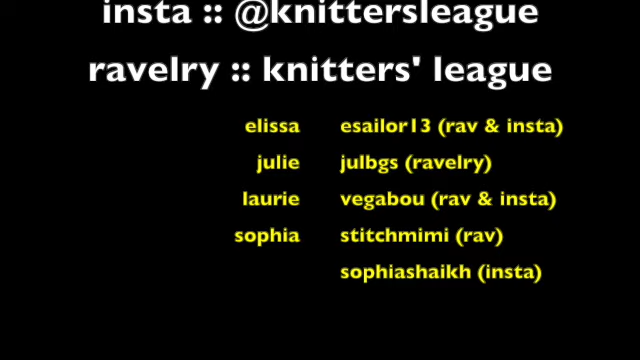 insta :: @knittersleague
ravelry :: knitters' league
elissa esailor13 (rav & insta)
julie julbgs (ravelry)
laurie vegabou (rav & insta)
sophia stitchmimi (rav)
sophiashaikh (insta)